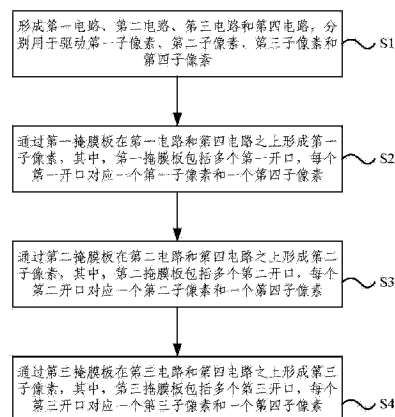 形成第一电路、第二电路、第三电路和第四电路，分
别用于驱动第一子像素、第二子像素、第三子像素和
第四子像素
S1
通过第一掩膜板在第一电路和第四电路之上形成第一
子像素，其中，第一掩膜板包括多个第一开口，每个
第一开口对应一个第一子像素和一个第四子像素
S2
通过第二掩膜板在第二电路和第四电路之上形成第二
子像素，其中，第二掩膜板包括多个第二开口，每个
第二开口对应一个第二子像素和一个第四子像素
S3
通过第三掩膜板在第三电路和第四电路之上形成第三
子像素，其中，第三掩膜板包括多个第三开口，每个
第三开口对应一个第三子像素和一个第四子像素
S4